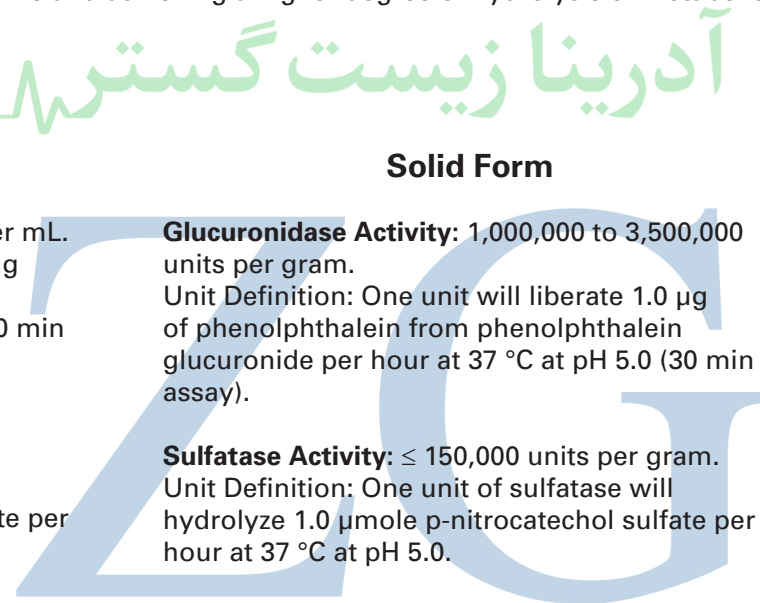 آدرینا زیست گستر
Solid Form
er mL.
g
0 min
te per
Glucuronidase Activity: 1,000,000 to 3,500,000
units per gram.
Unit Definition: One unit will liberate 1.0 µg
of phenolphthalein from phenolphthalein
glucuronide per hour at 37 °C at pH 5.0 (30 min
assay).
Sulfatase Activity: ≤ 150,000 units per gram.
Unit Definition: One unit of sulfatase will
hydrolyze 1.0 µmole p-nitrocatechol sulfate per
hour at 37 °C at pH 5.0.
ZG